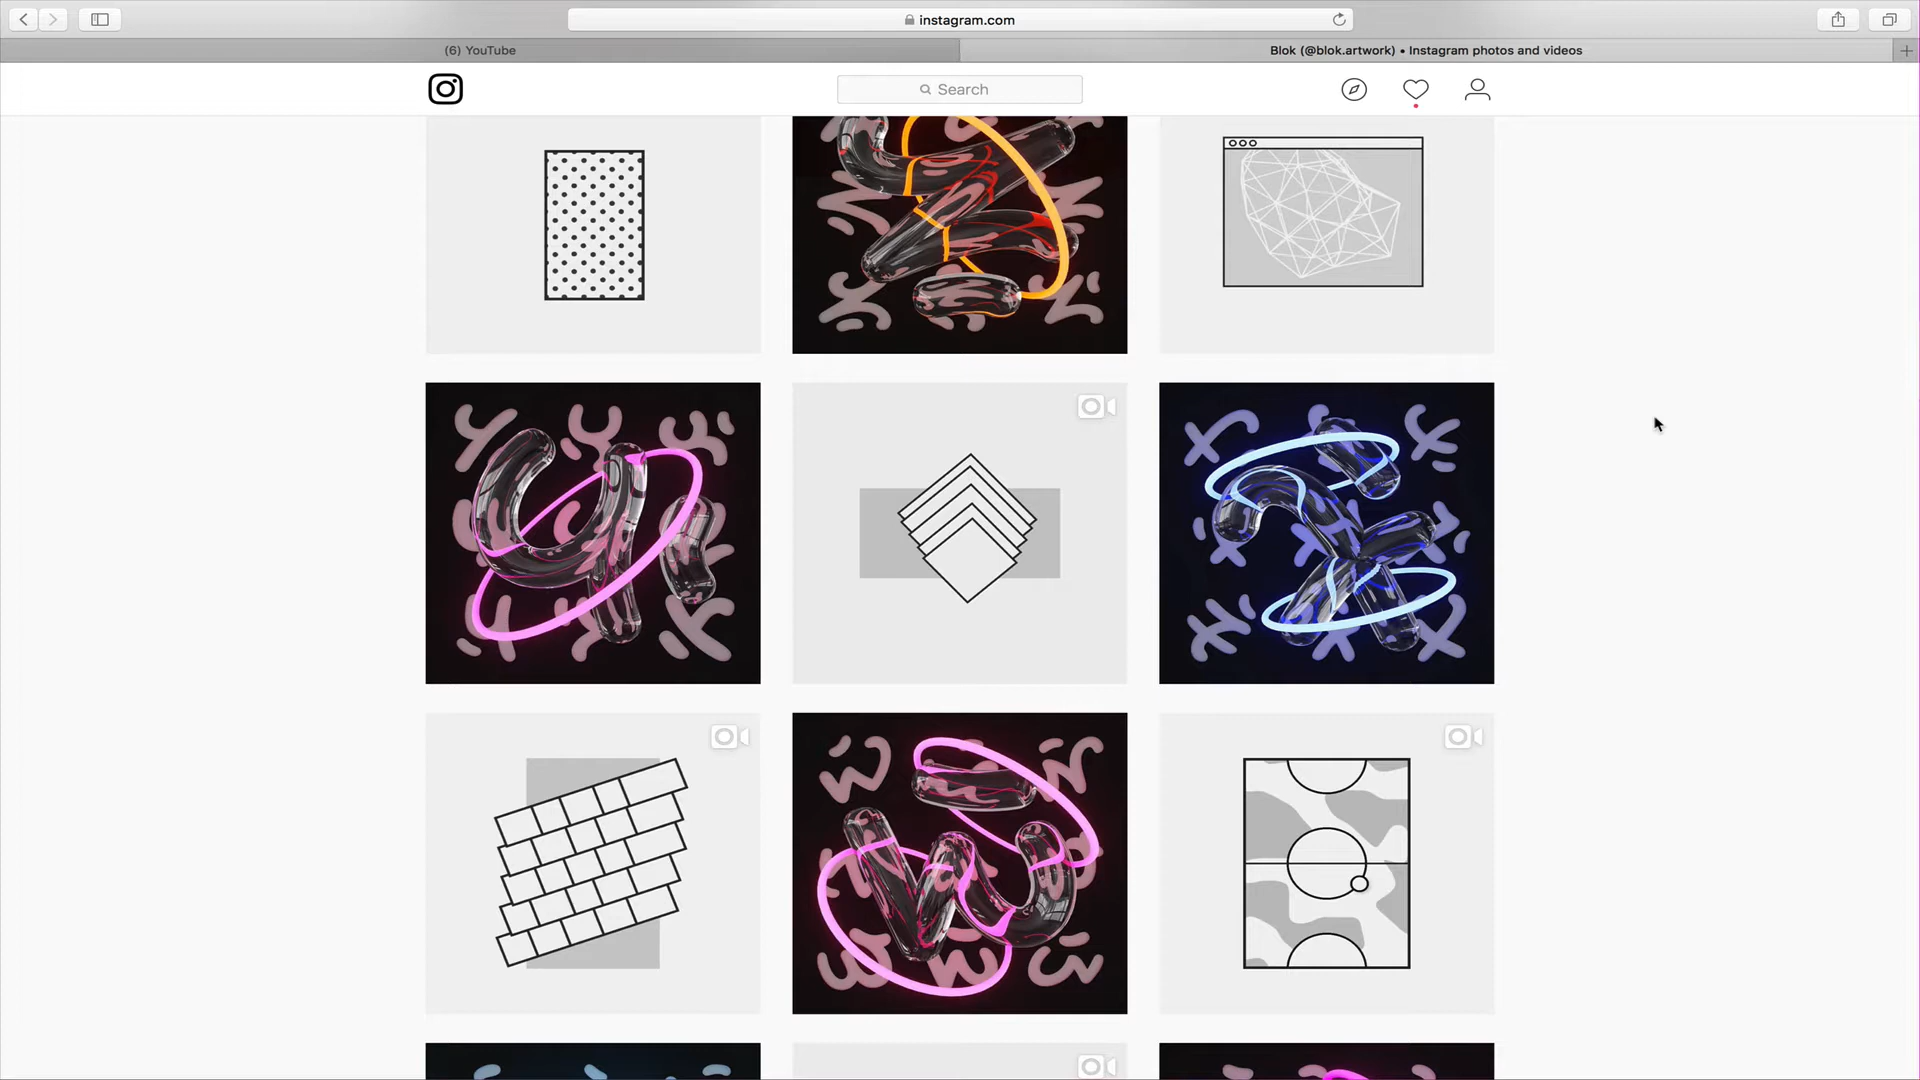 instagram.com
(6) YouTube
Blok (@blok.artwork) • Instagram photos and videos
Search